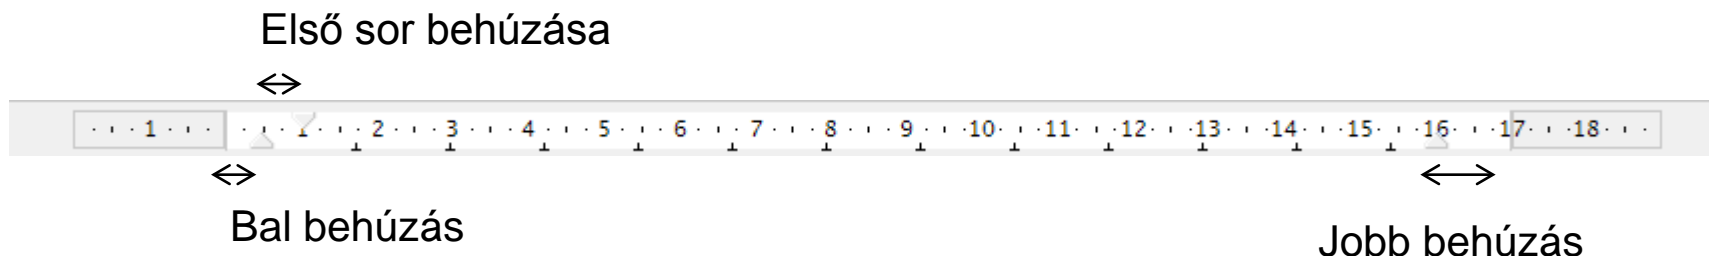 Első sor behúzása
1 1 2 3 4 5 6 7 8 9 10 11 12 13 14 15 16 17 18
Bal behúzás
Jobb behúzás